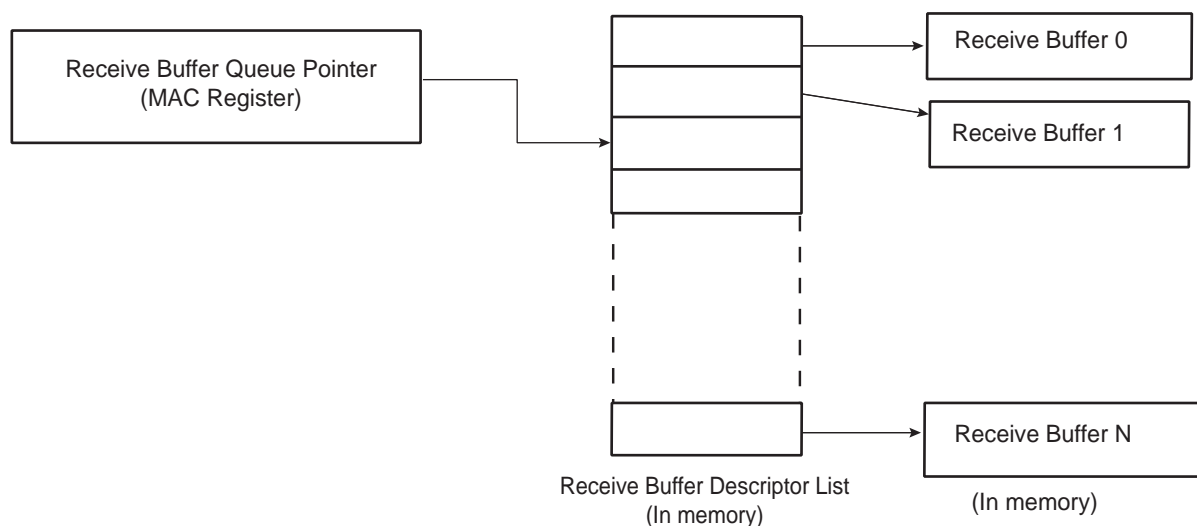 Receive Buffer Queue Pointer
(MAC Register)
Receive Buffer 0
Receive Buffer 1
Receive Buffer N
Receive Buffer Descriptor List
(In memory)
(In memory)